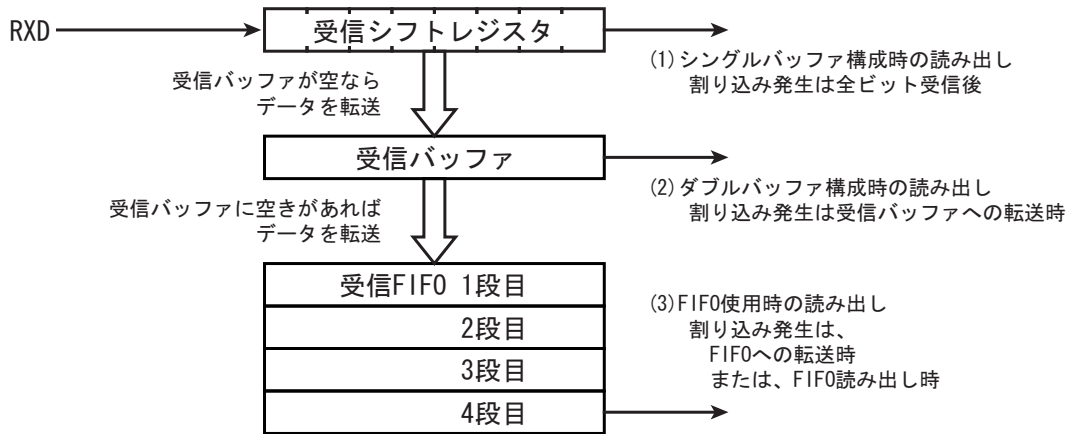 RXD
受信シフトレジスタ
(1)シングルバッファ構成時の読み出し
割り込み発生は全ビット受信後
受信バッファが空なら
データを転送
受信バッファ
(2)ダブルバッファ構成時の読み出し
割り込み発生は受信バッファへの転送時
受信バッファに空きがあれば
データを転送
受信FIFO 1段目
2段目
3段目
4段目
(3)FIFO使用時の読み出し
割り込み発生は、
FIFOへの転送時
または、FIFO読み出し時